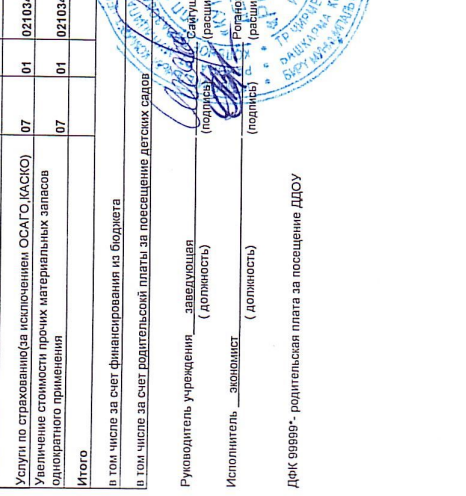 Услуги по страхованию(за исключением ОСАГО,КАСКО) 07 01
Увеличение стоимости прочих материальных запасов
однократного применения 07 01
Итого
в том числе за счет финансирования из бюджета
в том числе за счет родительсокй платы за поесещение детских садов
Руководитель учреждения заведующая
( должность) (подпись)
Исполнитель экономист
( должность) (подпись)
ДФК 99999*- родительская плата за посещение ДДОУ